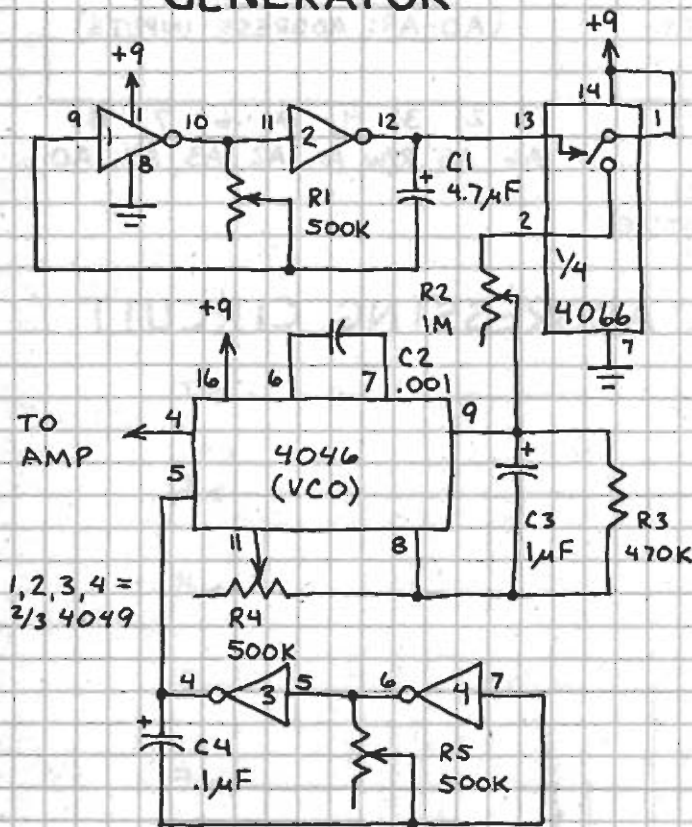 GENERATOR
+9
+9
14
1
9
1
1
10
11
2
12
13
8
R1
500K
C1
+
4.7µF
2
1/4
4066
7
R2
1M
+9
16
6
7
C2
.001
TO
AMP
4
5
4046
(VCO)
9
+
C3
1µF
R3
470K
11
8
1,2,3,4 =
2/3 4049
R4
500K
4
3
5
6
4
7
+
C4
.1µF
R5
500K